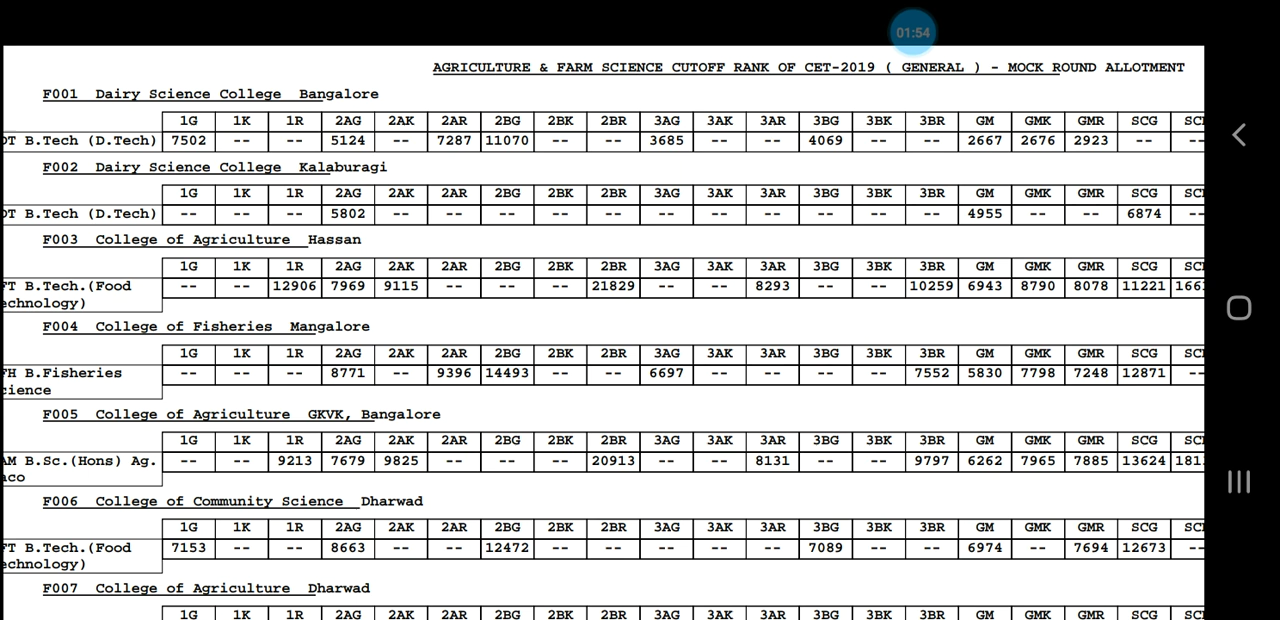 01:54
AGRICULTURE & FARM SCIENCE CUTOFF RANK OF CET-2019 ( GENERAL ) - MOCK ROUND ALLOTMENT
F001 Dairy Science College Bangalore
1G 1K 1R 2AG 2AK 2AR 2BG 2BK 2BR 3AG 3AK 3AR 3BG 3BK 3BR GM GMK GMR SCG
DT B.Tech (D.Tech) 7502 -- -- 5124 -- 7287 11070 -- -- 3685 -- -- 4069 -- -- 2667 2676 2923 -- --
F002 Dairy Science College Kalaburagi
1G 1K 1R 2AG 2AK 2AR 2BG 2BK 2BR 3AG 3AK 3AR 3BG 3BK 3BR GM GMK GMR SCG
DT B.Tech (D.Tech) -- -- -- 5802 -- -- -- -- -- -- -- -- -- -- -- 4955 -- -- 6874 --
F003 College of Agriculture Hassan
1G 1K 1R 2AG 2AK 2AR 2BG 2BK 2BR 3AG 3AK 3AR 3BG 3BK 3BR GM GMK GMR SCG
FT B.Tech.(Food -- -- 12906 7969 9115 -- -- -- 21829 -- -- 8293 -- -- 10259 6943 8790 8078 11221 166
echnology)
F004 College of Fisheries Mangalore
1G 1K 1R 2AG 2AK 2AR 2BG 2BK 2BR 3AG 3AK 3AR 3BG 3BK 3BR GM GMK GMR SCG
FH B.Fisheries -- -- -- 8771 -- 9396 14493 -- -- 6697 -- -- -- -- 7552 5830 7798 7248 12871 --
cience
F005 College of Agriculture GKVK, Bangalore
1G 1K 1R 2AG 2AK 2AR 2BG 2BK 2BR 3AG 3AK 3AR 3BG 3BK 3BR GM GMK GMR SCG
AM B.Sc.(Hons) Ag. -- -- 9213 7679 9825 -- -- -- 20913 -- -- 8131 -- -- 9797 6262 7965 7885 13624 181
aco
F006 College of Community Science Dharwad
1G 1K 1R 2AG 2AK 2AR 2BG 2BK 2BR 3AG 3AK 3AR 3BG 3BK 3BR GM GMK GMR SCG
FT B.Tech.(Food 7153 -- -- 8663 -- -- 12472 -- -- -- -- -- 7089 -- -- 6974 -- 7694 12673 --
echnology)
F007 College of Agriculture Dharwad
1G 1K 1R 2AG 2AK 2AR 2BG 2BK 2BR 3AG 3AK 3AR 3BG 3BK 3BR GM GMK GMR SCG